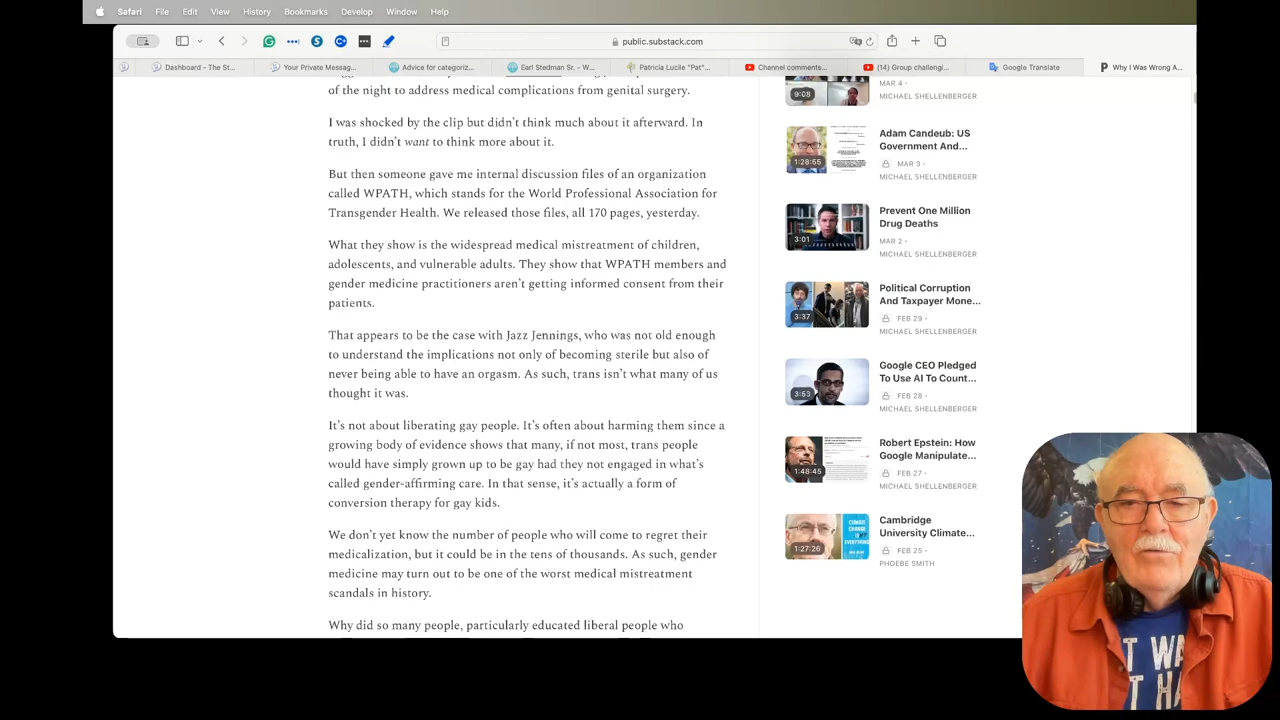 Safari File Edit View History Bookmarks Develop Window Help
public.substack.com
Dashboard - The St...
Your Private Messag...
Advice for categoriz...
Earl Stedman Sr. - W...
Patricia Lucile "Pat"...
Channel comments...
(14) Group challengi...
Google Translate
Why I Was Wrong A...
of the night to address medical complications from genital surgery.
I was shocked by the clip but didn't think much about it afterward. In
truth, I didn't want to think more about it.
But then somebody gave me internal discussion files of an organization
called WPATH, which stands for the World Professional Association for
Transgender Health. We released those files, all 170 pages, yesterday.
What they show is the widespread medical mistreatment of children,
adolescents, and vulnerable adults. They show that WPATH members and
gender medicine practitioners aren't getting informed consent from their
patients.
That appears to be the case with Jazz Jennings, who was not old enough
to understand the implications not only of becoming sterile but also of
never being able to have an orgasm. As such, trans isn't what many of us
thought it was.
It's not about liberating gay people. It's often about harming them since a
growing body of evidence shows that many, if not most, trans people
would have simply grown up to be gay had they not engaged in what's
called gender-affirming care. In that sense, it's actually a form of
conversion therapy for gay kids.
We don't yet know the number of people who will come to regret their
medicalization, but it could be in the tens of thousands. As such, gender
medicine may turn out to be one of the worst medical mistreatment
scandals in history.
Why did so many people, particularly educated liberal people who
9:08
MAR 4 •
MICHAEL SHELLENBERGER
1:28:55
Adam Candeub: US
Government And...
MAR 3 •
MICHAEL SHELLENBERGER
3:01
Prevent One Million
Drug Deaths
MAR 2 •
MICHAEL SHELLENBERGER
3:37
Political Corruption
And Taxpayer Mone...
FEB 29 •
MICHAEL SHELLENBERGER
3:53
Google CEO Pledged
To Use AI To Count...
FEB 28 •
MICHAEL SHELLENBERGER
1:48:45
Robert Epstein: How
Google Manipulate...
FEB 27 •
MICHAEL SHELLENBERGER
1:27:26
Cambridge
University Climate...
FEB 25 •
PHOEBE SMITH